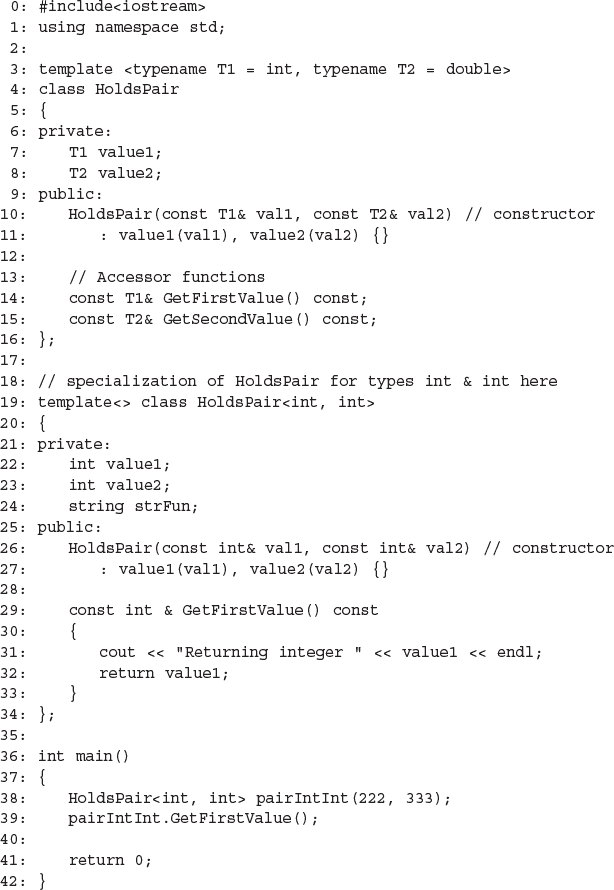 0: #include<iostream>
1: using namespace std;
2:
3: template <typename T1 = int, typename T2 = double>
4: class HoldsPair
5: {
6: private:
7:    T1 value1;
8:    T2 value2;
9: public:
10:    HoldsPair(const T1& val1, const T2& val2) // constructor
11:       : value1(val1), value2(val2) {}
12:
13:    // Accessor functions
14:    const T1& GetFirstValue() const;
15:    const T2& GetSecondValue() const;
16: };
17:
18: // specialization of HoldsPair for types int & int here
19: template<> class HoldsPair<int, int>
20: {
21: private:
22:    int value1;
23:    int value2;
24:    string strFun;
25: public:
26:    HoldsPair(const int& val1, const int& val2) // constructor
27:       : value1(val1), value2(val2) {}
28:
29:    const int & GetFirstValue() const
30:    {
31:       cout << "Returning integer " << value1 << endl;
32:       return value1;
33:    }
34: };
35:
36: int main()
37: {
38:    HoldsPair<int, int> pairIntInt(222, 333);
39:    pairIntInt.GetFirstValue();
40:
41:    return 0;
42: }